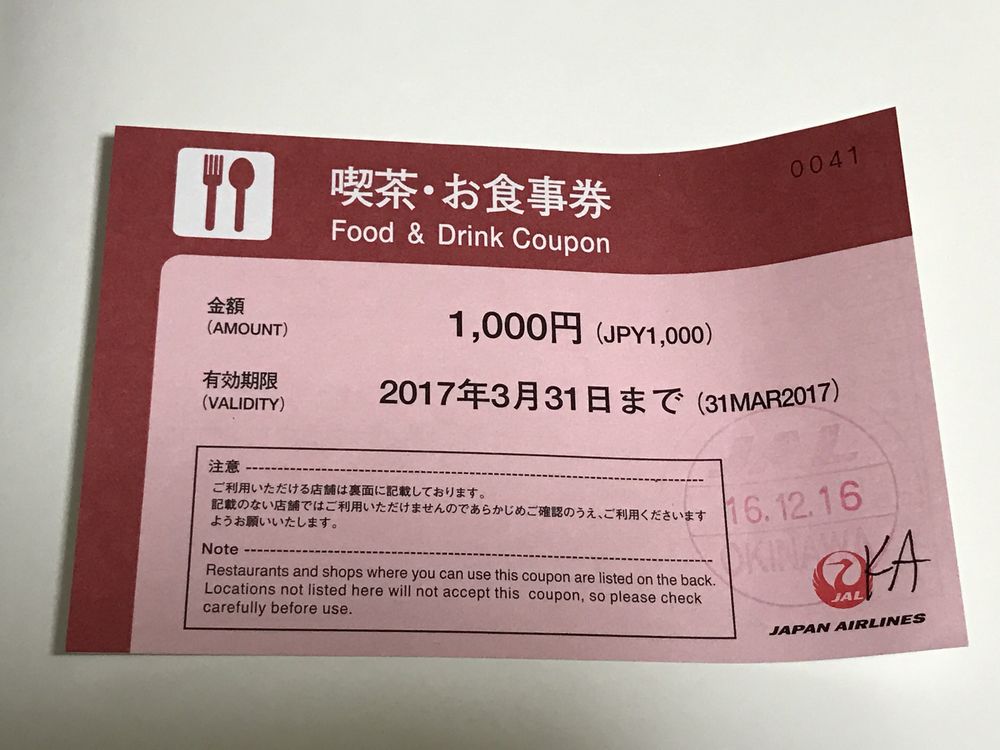 0041
喫茶・お食事券
Food & Drink Coupon
金額
(AMOUNT)
1,000円 (JPY1,000)
有効期限
(VALIDITY)
2017年3月31日まで (31MAR2017)
注意
ご利用いただける店舗は裏面に記載しております。
記載のない店舗ではご利用いただけませんのであらかじめご確認のうえ、ご利用くださいます
ようお願いいたします。
Note
Restaurants and shops where you can use this coupon are listed on the back.
Locations not listed here will not accept this coupon, so please check
carefully before use.
JAL
16.12.16
OKINAWA
KA
JAL
JAPAN AIRLINES